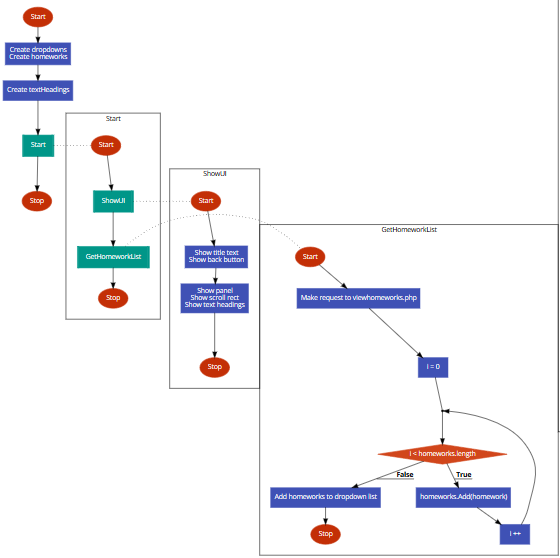 Start
Create dropdowns
Create homeworks
Create textHeadings
Start
Stop
Start
Start
ShowUI
GetHomeworkList
Stop
ShowUI
Start
Show title text
Show back button
Show panel
Show scroll rect
Show text headings
Stop
GetHomeworkList
Start
Make request to viewhomeworks.php
I = 0
I < homeworks.length
False
True
Add homeworks to dropdown list
homeworks.Add(homework)
Stop
I ++